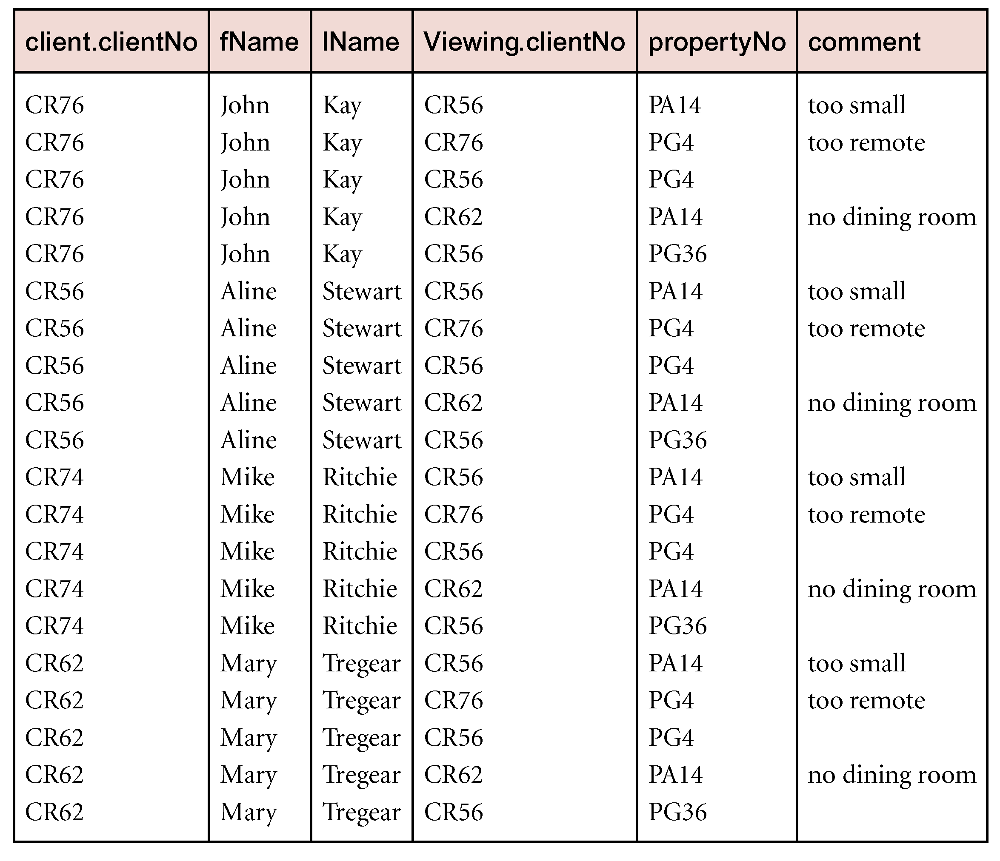 client.clientNo fName lName Viewing.clientNo propertyNo comment
CR76 John Kay CR56 PA14 too small
CR76 John Kay CR76 PG4 too remote
CR76 John Kay CR56 PG4
CR76 John Kay CR62 PA14 no dining room
CR76 John Kay CR56 PG36
CR56 Aline Stewart CR56 PA14 too small
CR56 Aline Stewart CR76 PG4 too remote
CR56 Aline Stewart CR56 PG4
CR56 Aline Stewart CR62 PA14 no dining room
CR56 Aline Stewart CR56 PG36
CR74 Mike Ritchie CR56 PA14 too small
CR74 Mike Ritchie CR76 PG4 too remote
CR74 Mike Ritchie CR56 PG4
CR74 Mike Ritchie CR62 PA14 no dining room
CR74 Mike Ritchie CR56 PG36
CR62 Mary Tregear CR56 PA14 too small
CR62 Mary Tregear CR76 PG4 too remote
CR62 Mary Tregear CR56 PG4
CR62 Mary Tregear CR62 PA14 no dining room
CR62 Mary Tregear CR56 PG36